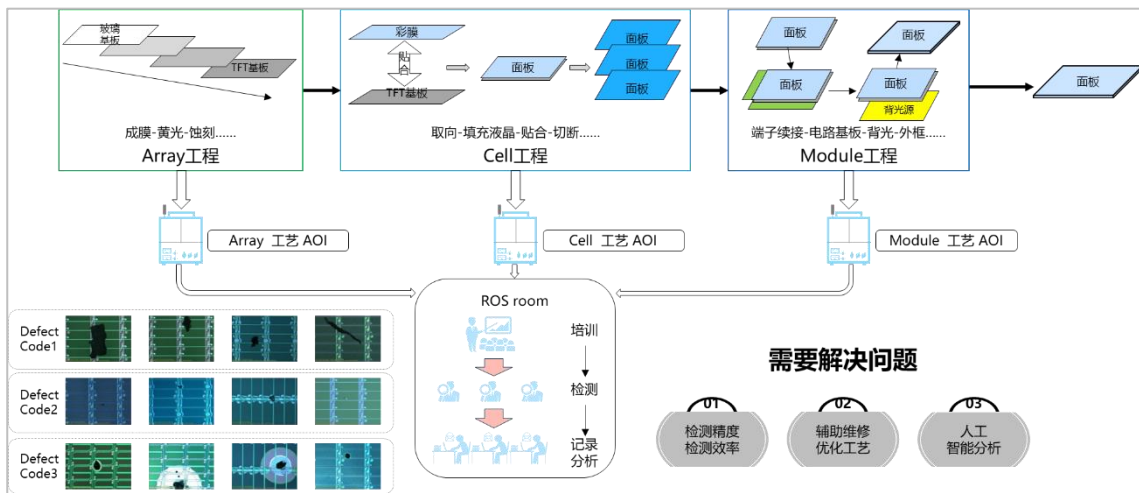 玻璃
基板
TFT基板
成膜-黄光-蚀刻......
Array工程
彩膜
贴
合
TFT基板
面板
面板
面板
面板
取向-填充液晶-贴合-切断......
Cell工程
面板
面板
面板
面板
背光源
端子续接-电路基板-背光-外框......
Module工程
面板
Array 工艺 AOI
Cell 工艺 AOI
Module 工艺 AOI
ROS room
培训
检测
记录
分析
Defect
Code1
Defect
Code2
Defect
Code3
需要解决问题
01
检测精度
检测效率
02
辅助维修
优化工艺
03
人工
智能分析